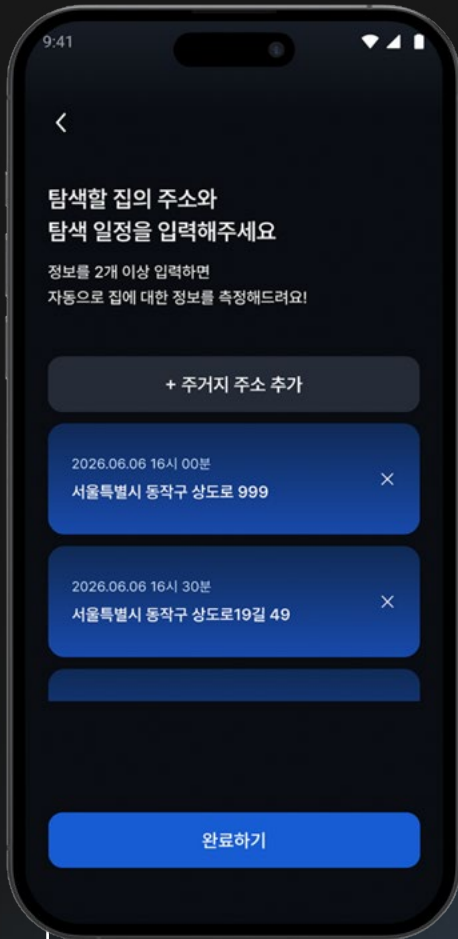 9:41
탐색할 집의 주소와
탐색 일정을 입력해주세요
정보를 2개 이상 입력하면
자동으로 집에 대한 정보를 측정해드려요!
+ 주거지 주소 추가
2026.06.06 16시 00분
서울특별시 동작구 상도로 999
2026.06.06 16시 30분
서울특별시 동작구 상도로19길 49
완료하기